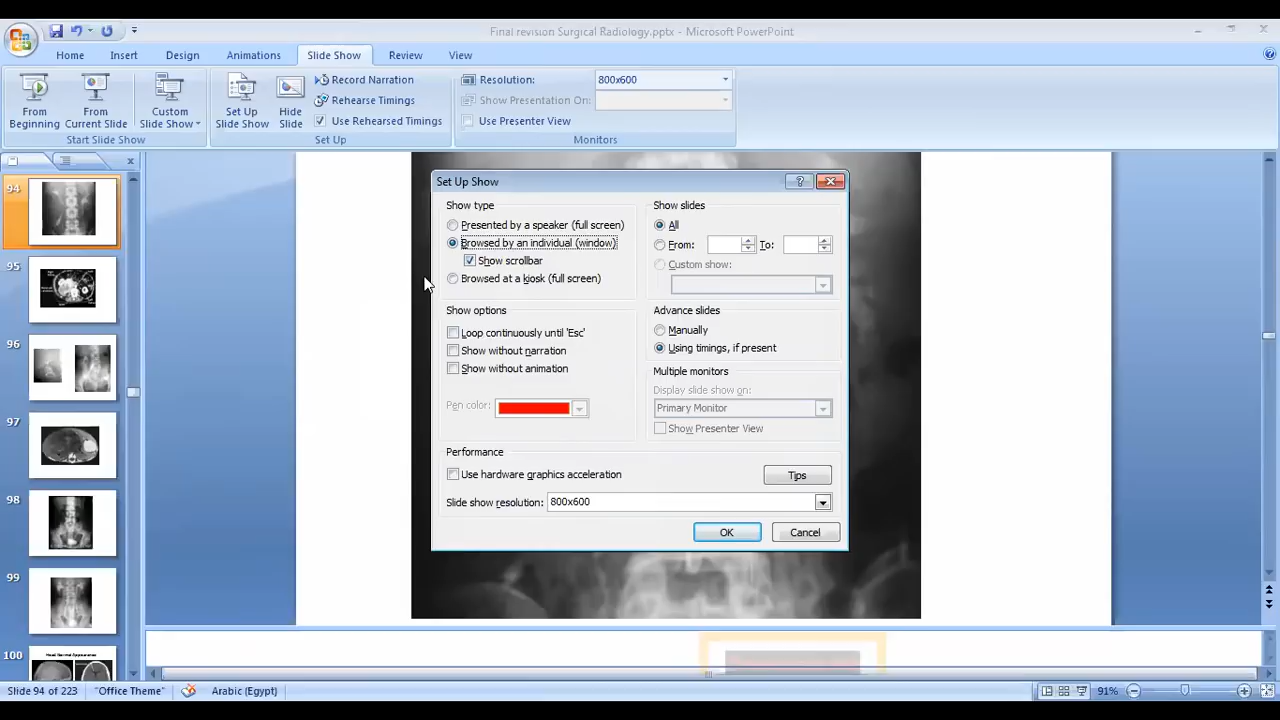 Final revision Surgical Radiology.pptx - Microsoft PowerPoint
Home Insert Design Animations Slide Show Review View
From Beginning
From Current Slide
Custom Slide Show
Start Slide Show
Set Up Slide Show
Hide Slide
Record Narration
Rehearse Timings
Use Rehearsed Timings
Set Up
Resolution: 800x600
Show Presentation On:
Use Presenter View
Monitors
94
95
96
97
98
99
100
Head Normal Appearance
Set Up Show
Show type
Presented by a speaker (full screen)
Browsed by an individual (window)
Show scrollbar
Browsed at a kiosk (full screen)
Show options
Loop continuously until 'Esc'
Show without narration
Show without animation
Pen color:
Show slides
All
From: To:
Custom show:
Advance slides
Manually
Using timings, if present
Multiple monitors
Display slide show on:
Primary Monitor
Show Presenter View
Performance
Use hardware graphics acceleration
Tips
Slide show resolution: 800x600
OK Cancel
Slide 94 of 223 "Office Theme" Arabic (Egypt) 91%